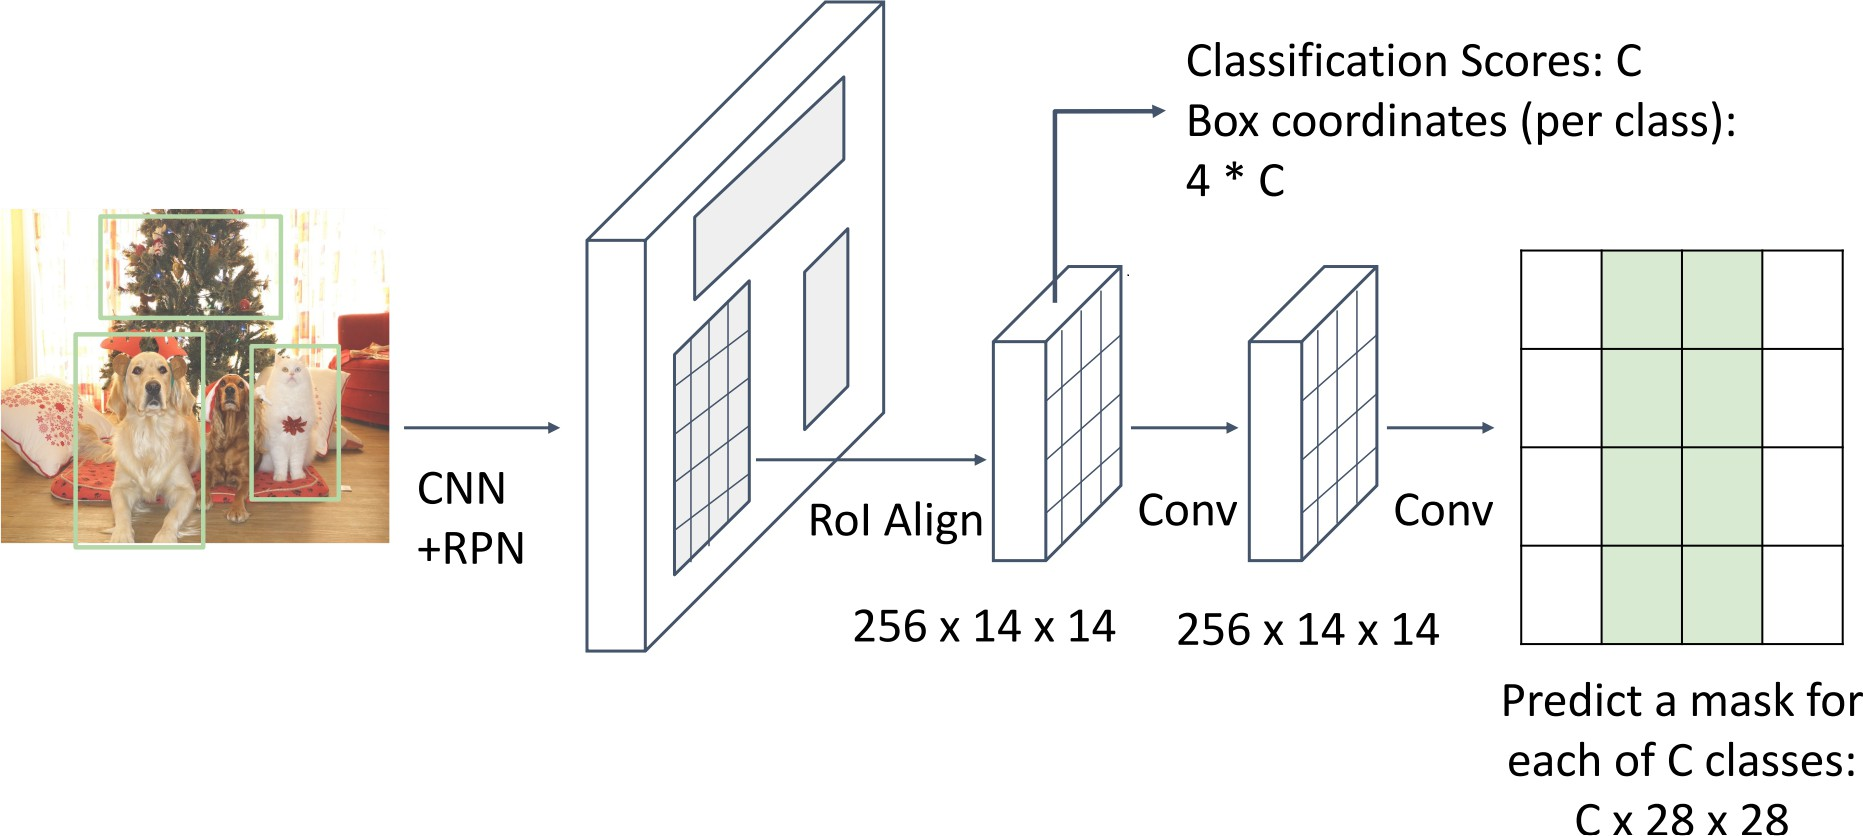 Classification Scores: C
Box coordinates (per class):
4 * C
CNN
+RPN
RoI Align
Conv
Conv
256 x 14 x 14
256 x 14 x 14
Predict a mask for
each of C classes:
C x 28 x 28